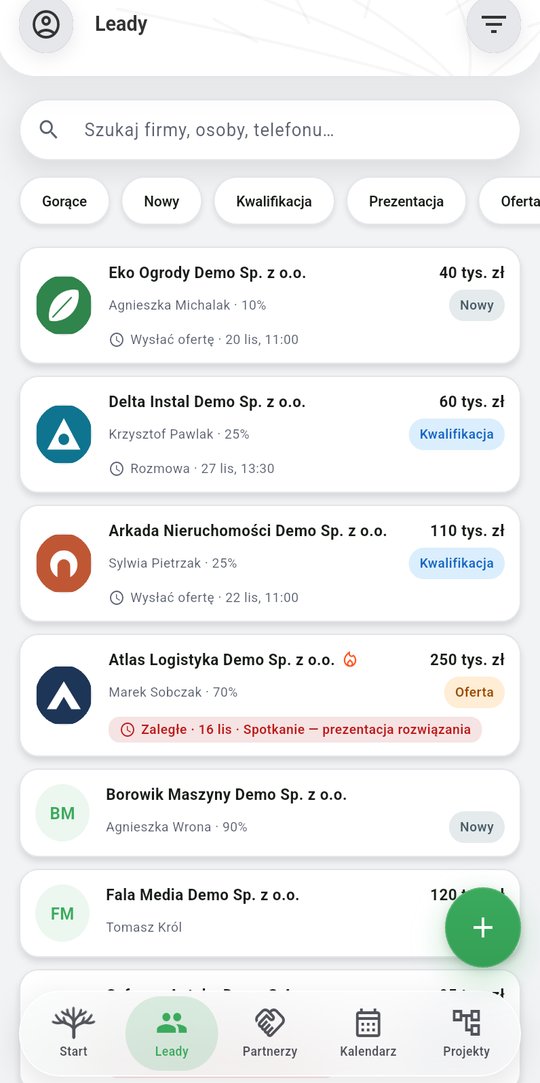 Leady
Szukaj firmy, osoby, telefonu…
Gorące Nowy Kwalifikacja Prezentacja Oferta
Eko Ogrody Demo Sp. z o.o. 40 tys. zł
Agnieszka Michalak · 10% Nowy
Wysłać ofertę · 20 lis, 11:00
Delta Instal Demo Sp. z o.o. 60 tys. zł
Krzysztof Pawlak · 25% Kwalifikacja
Rozmowa · 27 lis, 13:30
Arkada Nieruchomości Demo Sp. z o.o. 110 tys. zł
Sylwia Pietrzak · 25% Kwalifikacja
Wysłać ofertę · 22 lis, 11:00
Atlas Logistyka Demo Sp. z o.o. 250 tys. zł
Marek Sobczak · 70% Oferta
Zaległe · 16 lis · Spotkanie — prezentacja rozwiązania
BM Borowik Maszyny Demo Sp. z o.o.
Agnieszka Wrona · 90% Nowy
FM Fala Media Demo Sp. z o.o. 120
Tomasz Król
Start Leady Partnerzy Kalendarz Projekty